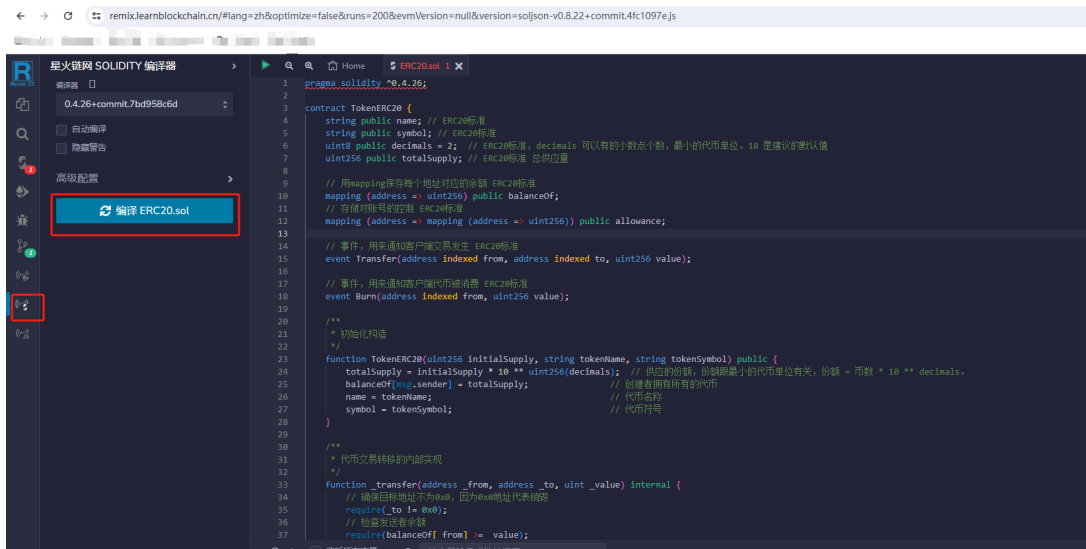 remix.learnblockchain.cn/#lang=zh&optimize=false&runs=200&evmVersion=null&version=soljson-v0.8.22+commit.4fc1097e.js
星火链网 SOLIDITY 编译器
Home
ERC20.sol 1
编译器
0.4.26+commit.7bd958c6d
自动编译
隐藏警告
高级配置
编译 ERC20.sol
1 pragma solidity ^0.4.26;
2
3 contract TokenERC20 {
4 string public name; // ERC20标准
5 string public symbol; // ERC20标准
6 uint8 public decimals = 2; // ERC20标准，decimals 可以有的小数点个数，最小的代币单位。18 是建议的默认值
7 uint256 public totalSupply; // ERC20标准 总供应量
8
9 // 用mapping保存每个地址对应的余额 ERC20标准
10 mapping (address => uint256) public balanceOf;
11 // 存储对账号的控制 ERC20标准
12 mapping (address => mapping (address => uint256)) public allowance;
13
14 // 事件，用来通知客户端交易发生 ERC20标准
15 event Transfer(address indexed from, address indexed to, uint256 value);
16
17 // 事件，用来通知客户端代币被消费 ERC20标准
18 event Burn(address indexed from, uint256 value);
19
20 /**
21 * 初始化构造
22 */
23 function TokenERC20(uint256 initialSupply, string tokenName, string tokenSymbol) public {
24 totalSupply = initialSupply * 10 ** uint256(decimals); // 供应的份额，份额跟最小的代币单位有关，份额 = 币数 * 10 ** decimals。
25 balanceOf[msg.sender] = totalSupply; // 创建者拥有所有的代币
26 name = tokenName; // 代币名称
27 symbol = tokenSymbol; // 代币符号
28 }
29
30 /**
31 * 代币交易转移的内部实现
32 */
33 function _transfer(address _from, address _to, uint _value) internal {
34 // 确保目标地址不为0x0，因为0x0地址代表销毁
35 require(_to != 0x0);
36 // 检查发送者余额
37 require(balanceOf[_from] >= _value);